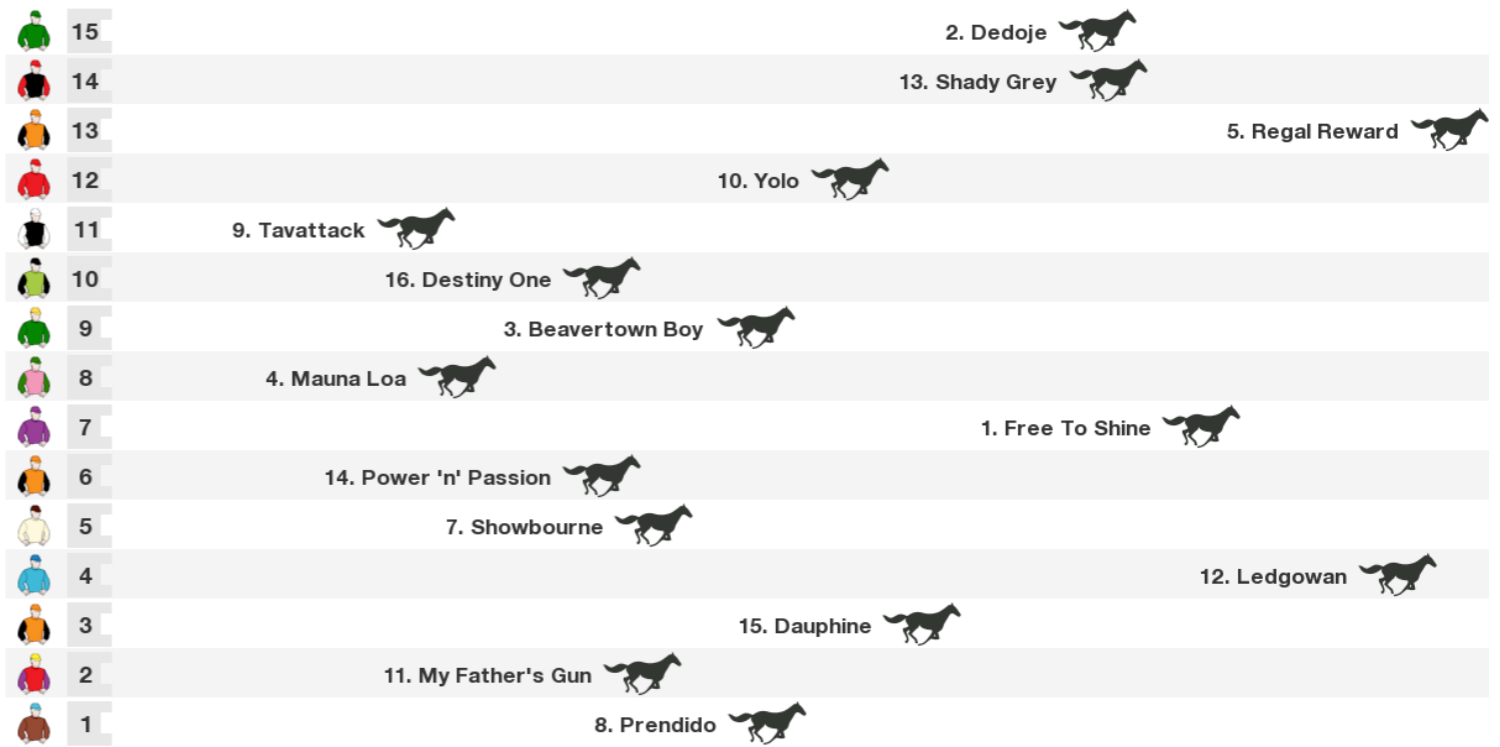 15 2. Dedoje
14 13. Shady Grey
13 5. Regal Reward
12 10. Yolo
11 9. Tavattack
10 16. Destiny One
9 3. Beavertown Boy
8 4. Mauna Loa
7 1. Free To Shine
6 14. Power 'n' Passion
5 7. Showbourne
4 12. Ledgowan
3 15. Dauphine
2 11. My Father's Gun
1 8. Prendido